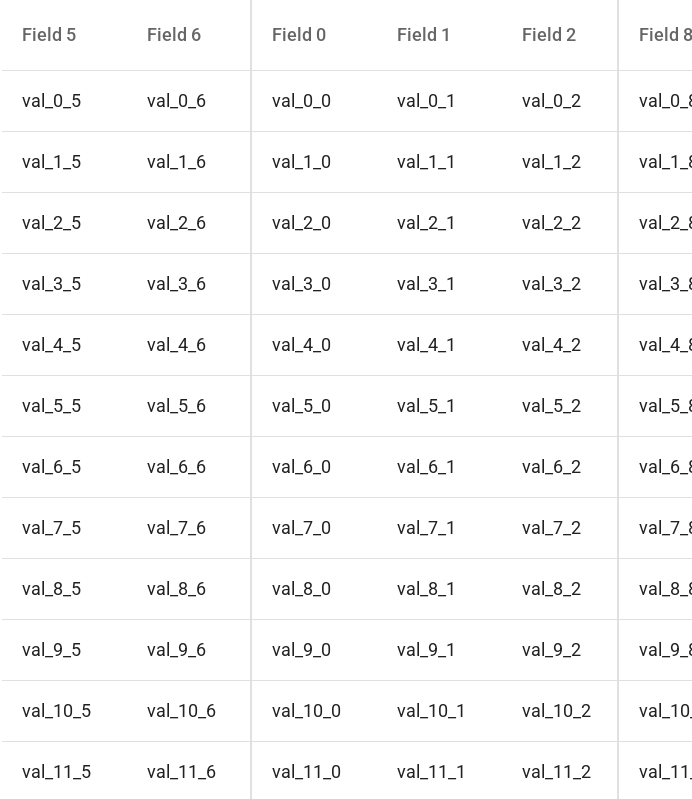 Field 5 Field 6 Field 0 Field 1 Field 2 Field 8
val_0_5 val_0_6 val_0_0 val_0_1 val_0_2 val_0_8
val_1_5 val_1_6 val_1_0 val_1_1 val_1_2 val_1_8
val_2_5 val_2_6 val_2_0 val_2_1 val_2_2 val_2_8
val_3_5 val_3_6 val_3_0 val_3_1 val_3_2 val_3_8
val_4_5 val_4_6 val_4_0 val_4_1 val_4_2 val_4_8
val_5_5 val_5_6 val_5_0 val_5_1 val_5_2 val_5_8
val_6_5 val_6_6 val_6_0 val_6_1 val_6_2 val_6_8
val_7_5 val_7_6 val_7_0 val_7_1 val_7_2 val_7_8
val_8_5 val_8_6 val_8_0 val_8_1 val_8_2 val_8_8
val_9_5 val_9_6 val_9_0 val_9_1 val_9_2 val_9_8
val_10_5 val_10_6 val_10_0 val_10_1 val_10_2 val_10_
val_11_5 val_11_6 val_11_0 val_11_1 val_11_2 val_11_